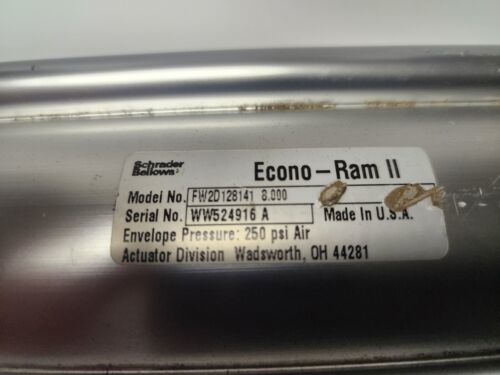 Schrader
Bellows
Econo-Ram II
Model No. FW2D128141 8.000
Serial No. WW524916 A Made In U.S.A.
Envelope Pressure: 250 psi Air
Actuator Division Wadsworth, OH 44281